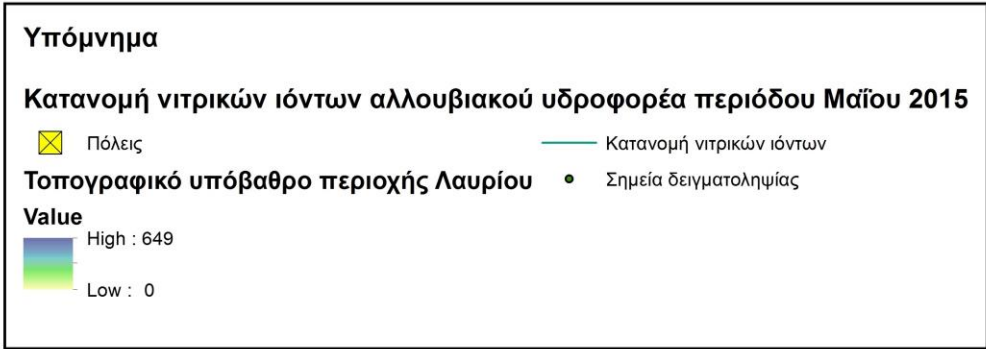 Υπόμνημα
Κατανομή νιτρικών ιόντων αλλουβιακού υδροφορέα περιόδου Μαΐου 2015
Πόλεις
Κατανομή νιτρικών ιόντων
Τοπογραφικό υπόβαθρο περιοχής Λαυρίου
Σημεία δειγματοληψίας
Value
High : 649
Low : 0